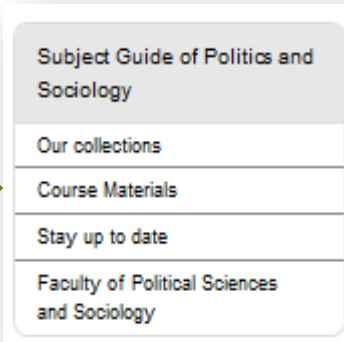 Subject Guide of Politics and
Sociology
Our collections
Course Materials
Stay up to date
Faculty of Political Sciences
and Sociology